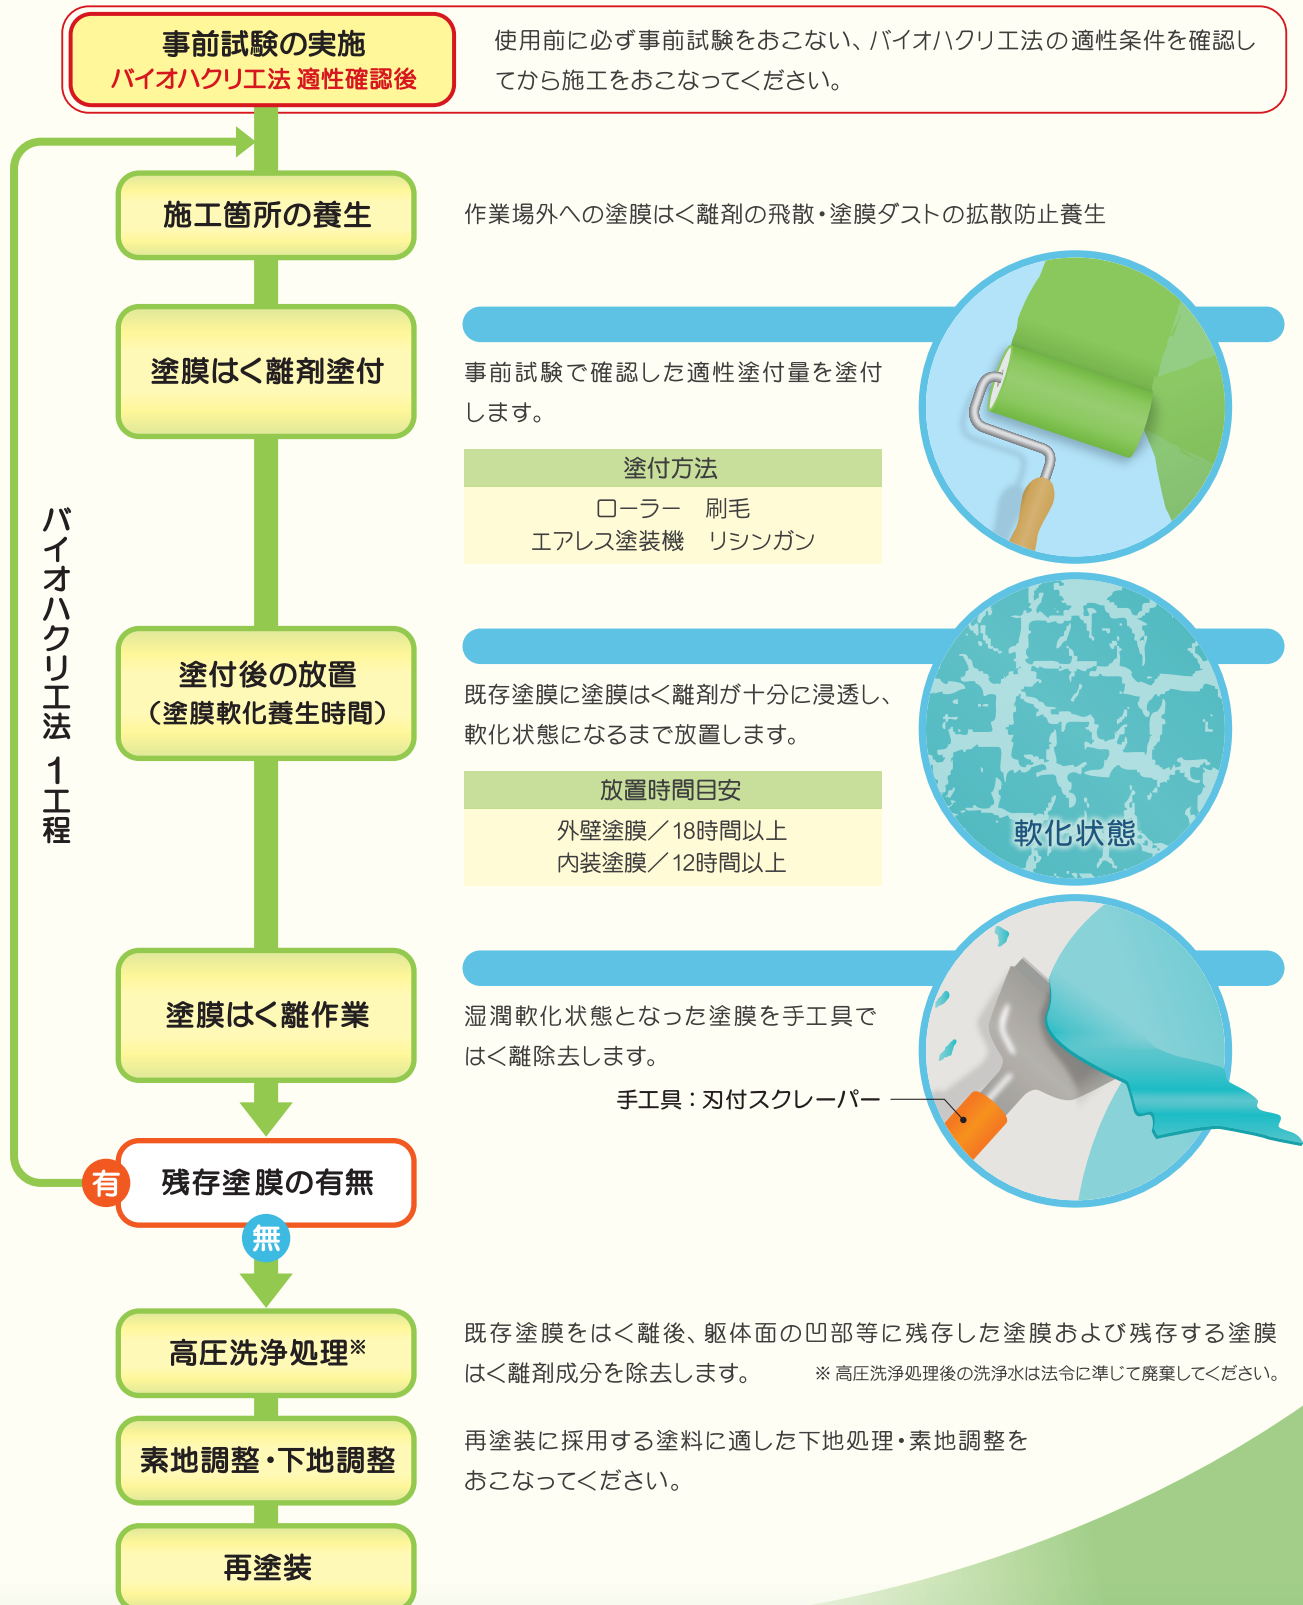 事前試験の実施
バイオハクリ工法 適性確認後
使用前に必ず事前試験をおこない、バイオハクリ工法の適性条件を確認し
てから施工をおこなってください。
施工箇所の養生
作業場外への塗膜はく離剤の飛散・塗膜ダストの拡散防止養生
塗膜はく離剤塗付
事前試験で確認した適性塗付量を塗付
します。
塗付方法
ローラー　刷毛
エアレス塗装機　リシンガン
バイオハクリ工法 1工程
塗付後の放置
（塗膜軟化養生時間）
既存塗膜に塗膜はく離剤が十分に浸透し、
軟化状態になるまで放置します。
放置時間目安
外壁塗膜／18時間以上
内装塗膜／12時間以上
軟化状態
塗膜はく離作業
湿潤軟化状態となった塗膜を手工具で
はく離除去します。
手工具：刃付スクレーパー
有
残存塗膜の有無
無
高圧洗浄処理※
既存塗膜をはく離後、躯体面の凹部等に残存した塗膜および残存する塗膜
はく離剤成分を除去します。　※ 高圧洗浄処理後の洗浄水は法令に準じて廃棄してください。
素地調整・下地調整
再塗装に採用する塗料に適した下地処理・素地調整を
おこなってください。
再塗装